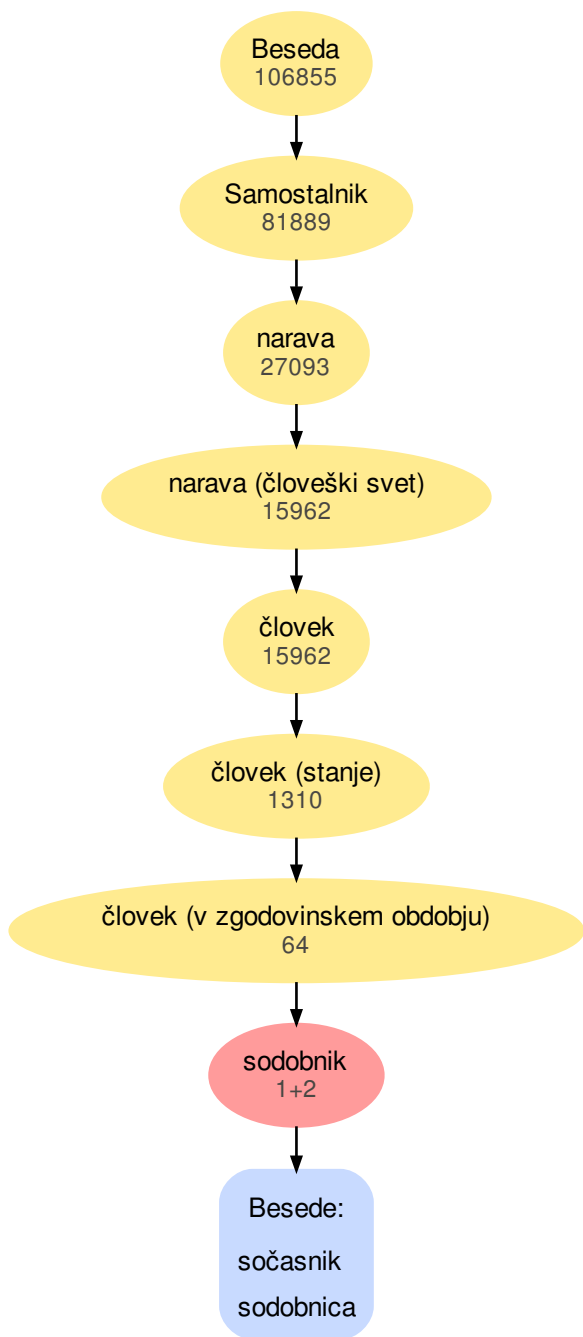 Beseda
106855
Samostalnik
81889
narava
27093
narava (človeški svet)
15962
človek
15962
človek (stanje)
1310
človek (v zgodovinskem obdobju)
64
sodobnik
1+2
Besede:
sočasnik
sodobnica